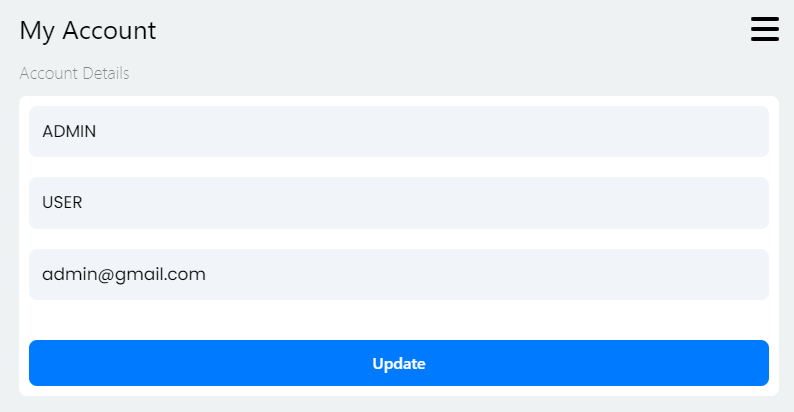 My Account
Account Details
ADMIN
USER
admin@gmail.com
Update